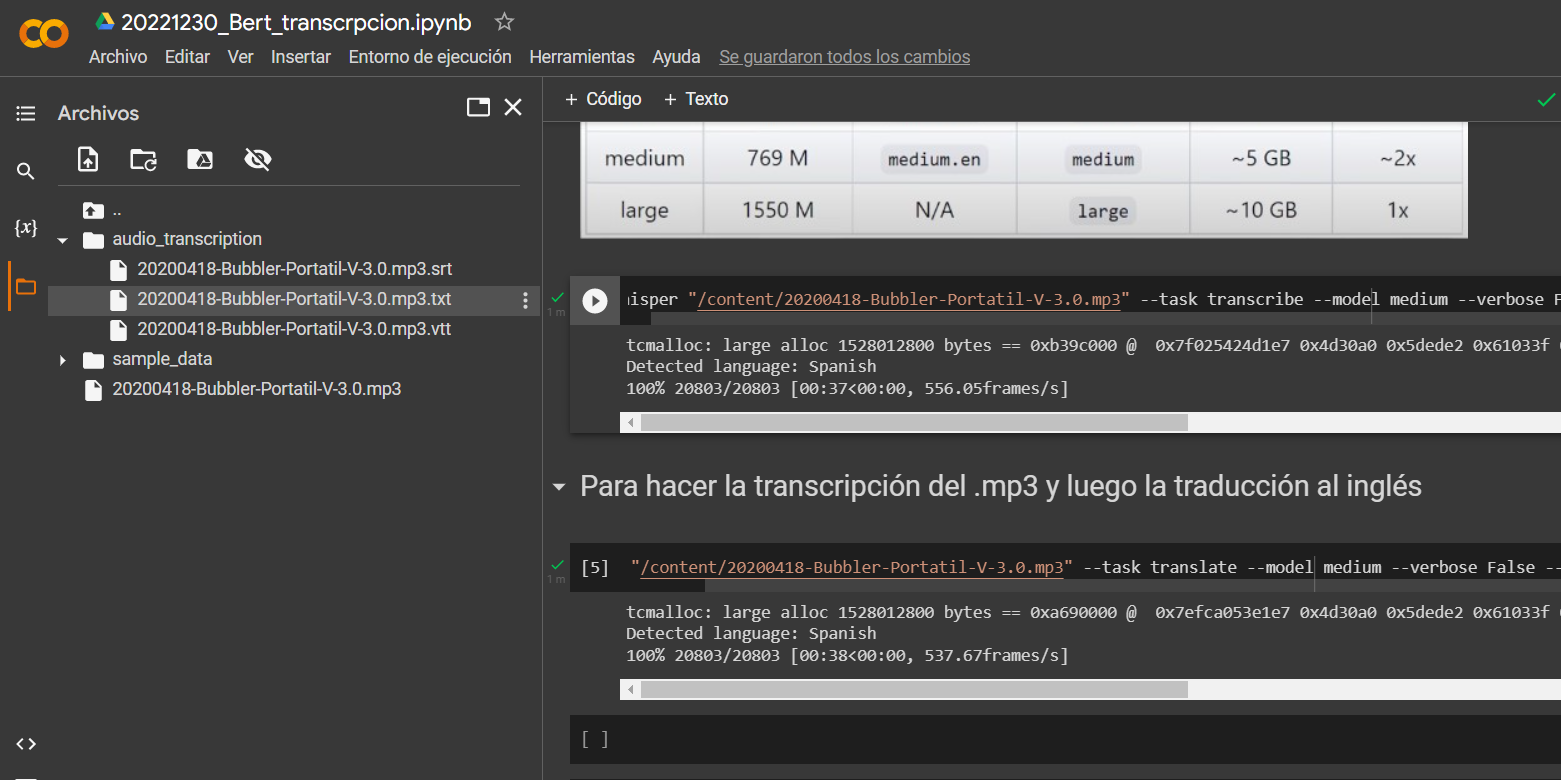 20221230_Bert_transcrpcion.ipynb
Archivo Editar Ver Insertar Entorno de ejecución Herramientas Ayuda Se guardaron todos los cambios
Archivos
..
audio_transcription
20200418-Bubbler-Portatil-V-3.0.mp3.srt
20200418-Bubbler-Portatil-V-3.0.mp3.txt
20200418-Bubbler-Portatil-V-3.0.mp3.vtt
sample_data
20200418-Bubbler-Portatil-V-3.0.mp3
{x}
<>
+ Código + Texto
medium 769 M medium.en medium ~5 GB ~2x
large 1550 M N/A large ~10 GB 1x
1 m
isper "/content/20200418-Bubbler-Portatil-V-3.0.mp3" --task transcribe --model medium --verbose F
tcmalloc: large alloc 1528012800 bytes == 0xb39c000 @ 0x7f025424d1e7 0x4d30a0 0x5dede2 0x61033f
Detected language: Spanish
100% 20803/20803 [00:37<00:00, 556.05frames/s]
Para hacer la transcripción del .mp3 y luego la traducción al inglés
1 m
[5] "/content/20200418-Bubbler-Portatil-V-3.0.mp3" --task translate --model medium --verbose False --
tcmalloc: large alloc 1528012800 bytes == 0xa690000 @ 0x7efca053e1e7 0x4d30a0 0x5dede2 0x61033f
Detected language: Spanish
100% 20803/20803 [00:38<00:00, 537.67frames/s]
[ ]